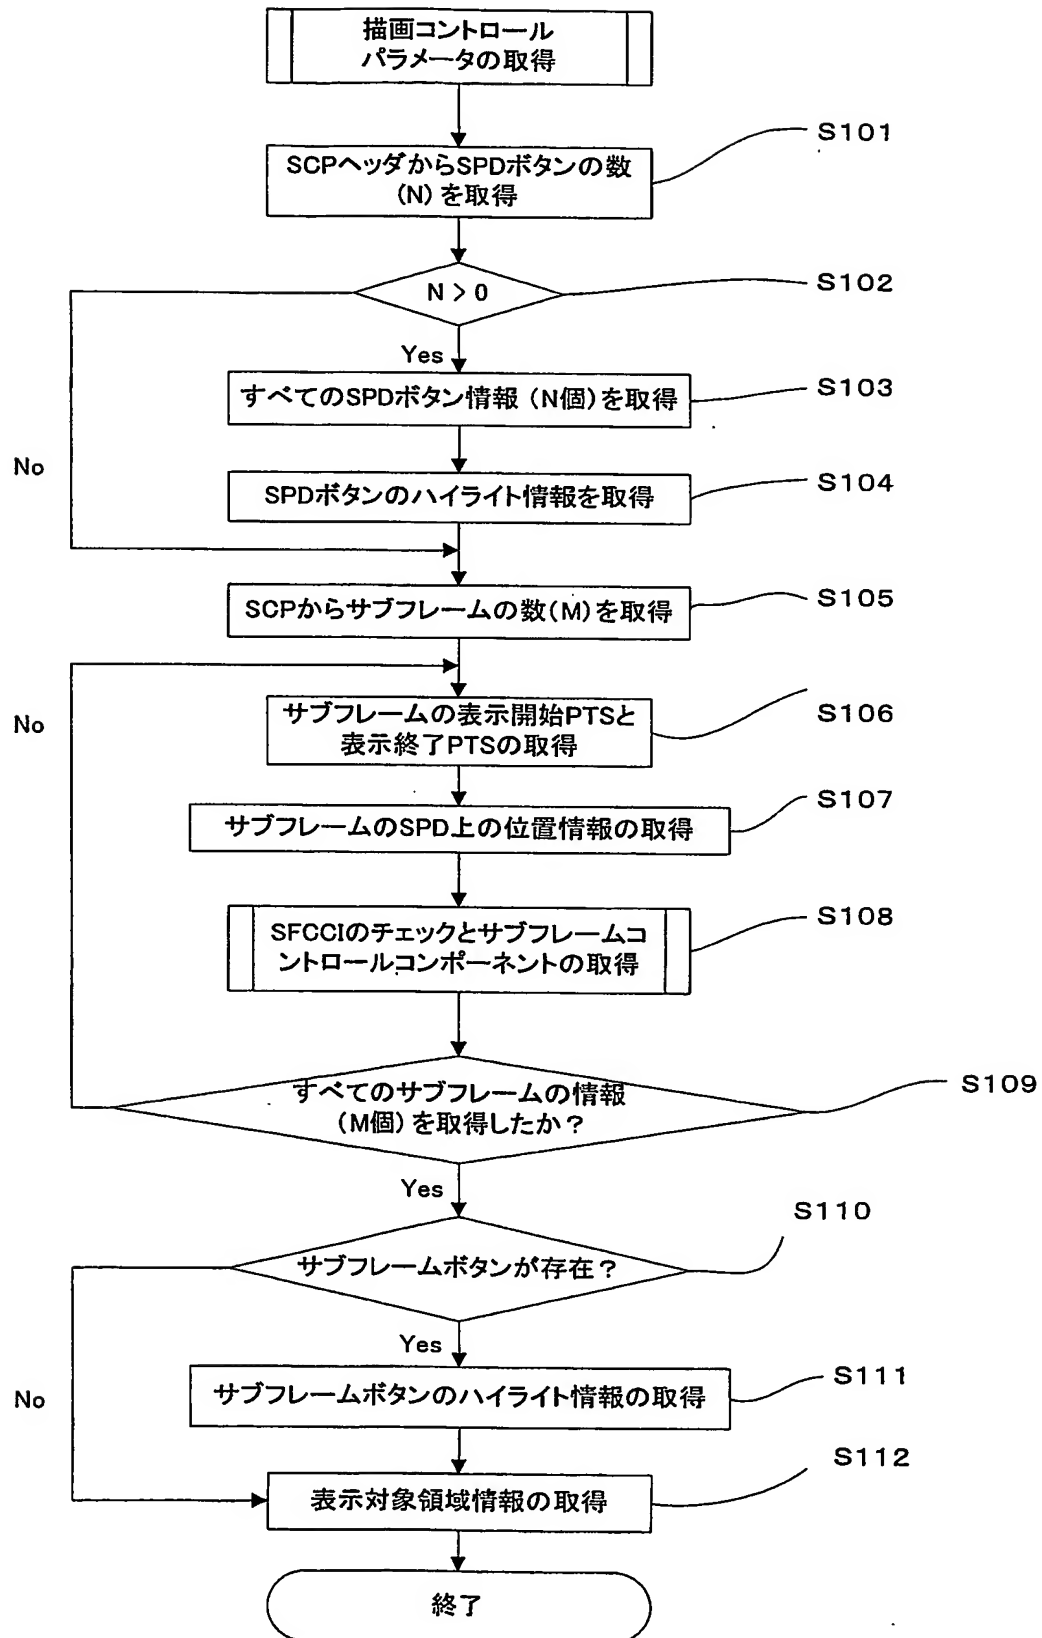 描画コントロール
パラメータの取得
S101
SCPヘッダからSPDボタンの数
(N)を取得
S102
N > 0
Yes
S103
すべてのSPDボタン情報(N個)を取得
No
S104
SPDボタンのハイライト情報を取得
S105
SCPからサブフレームの数(M)を取得
No
S106
サブフレームの表示開始PTSと
表示終了PTSの取得
S107
サブフレームのSPD上の位置情報の取得
S108
SFCCIのチェックとサブフレームコ
ントロールコンポーネントの取得
S109
すべてのサブフレームの情報
(M個)を取得したか?
Yes
S110
サブフレームボタンが存在?
Yes
S111
サブフレームボタンのハイライト情報の取得
No
S112
表示対象領域情報の取得
終了